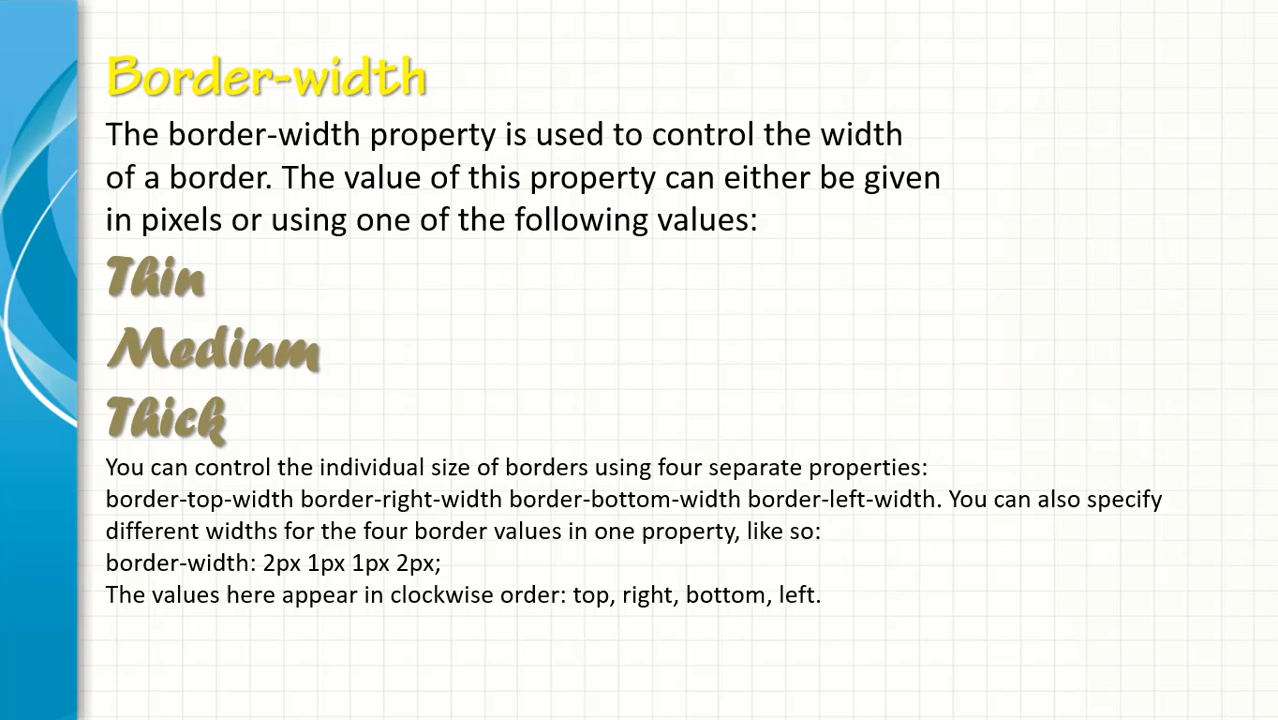 Border-width
The border-width property is used to control the width
of a border. The value of this property can either be given
in pixels or using one of the following values:
Thin
Medium
Thick
You can control the individual size of borders using four separate properties:
border-top-width border-right-width border-bottom-width border-left-width. You can also specify
different widths for the four border values in one property, like so:
border-width: 2px 1px 1px 2px;
The values here appear in clockwise order: top, right, bottom, left.